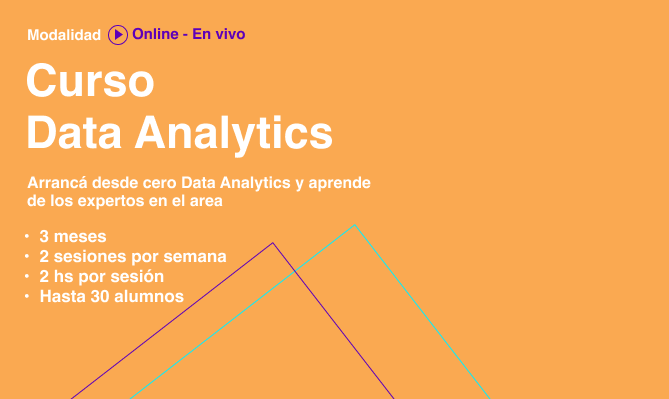 Modalidad Online - En vivo
Curso
Data Analytics
Arrancá desde cero Data Analytics y aprende
de los expertos en el area
• 3 meses
• 2 sesiones por semana
• 2 hs por sesión
• Hasta 30 alumnos